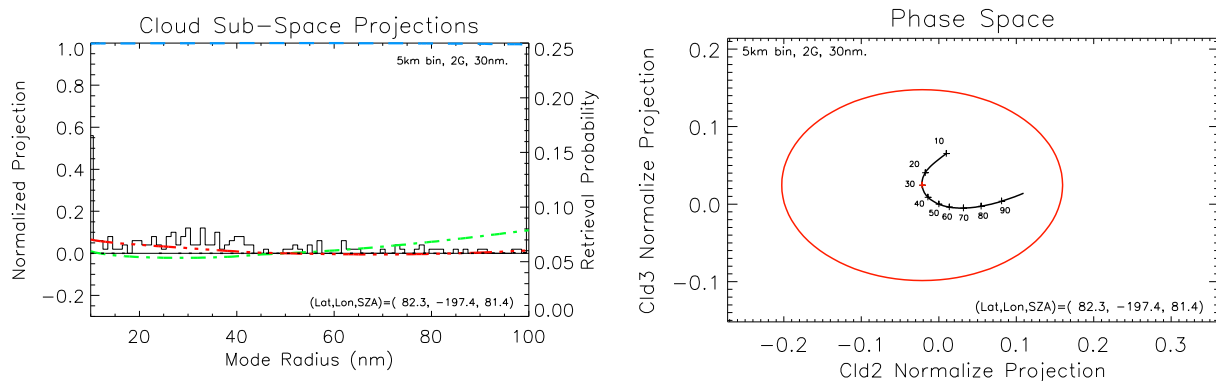 Cloud Sub-Space Projections
1.0
0.8
0.6
0.4
0.2
0.0
−0.2
Normalized Projection
5km bin, 2G, 30nm.
(Lat,Lon,SZA)=( 82.3, −197.4, 81.4)
0.25
0.20
0.15
0.10
0.05
0.00
Retrieval Probability
20 40 60 80 100
Mode Radius (nm)
Phase Space
0.2
0.1
0.0
−0.1
Cld3 Normalize Projection
5km bin, 2G, 30nm.
10
20
30
40
50
60
70
80
90
(Lat,Lon,SZA)=( 82.3, −197.4, 81.4)
−0.2 −0.1 0.0 0.1 0.2 0.3
Cld2 Normalize Projection